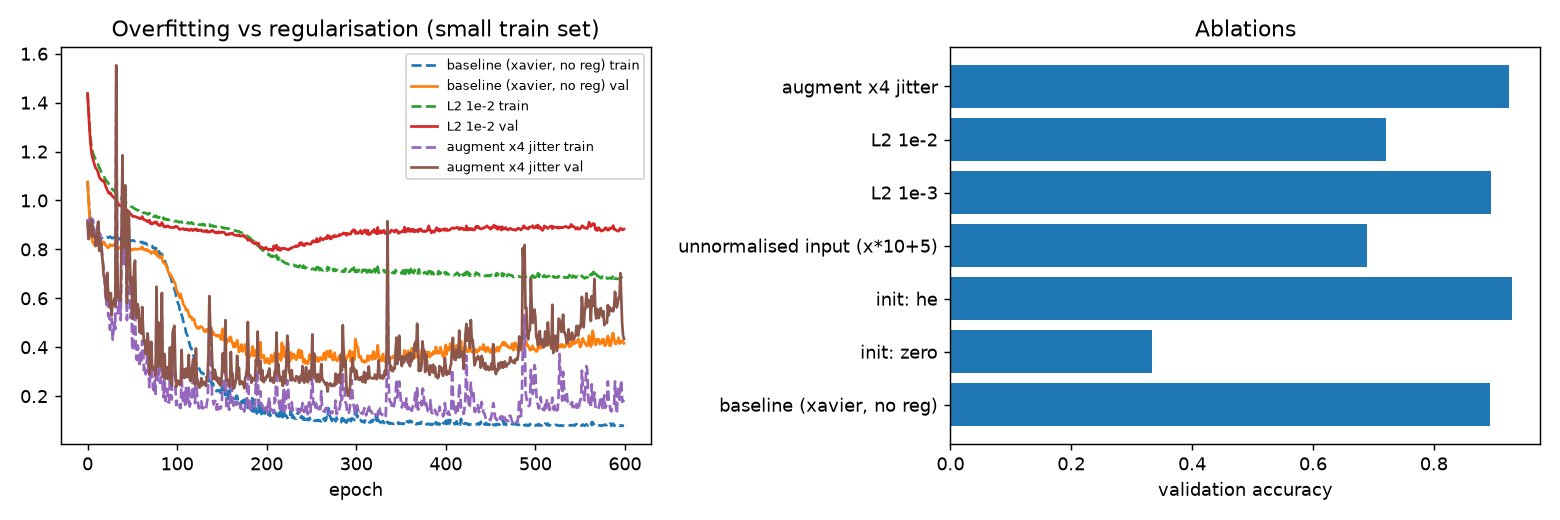 Overfitting vs regularisation (small train set)
1.6
1.4
1.2
1.0
0.8
0.6
0.4
0.2
baseline (xavier, no reg) train
baseline (xavier, no reg) val
L2 1e-2 train
L2 1e-2 val
augment x4 jitter train
augment x4 jitter val
0 100 200 300 400 500 600
epoch
Ablations
augment x4 jitter
L2 1e-2
L2 1e-3
unnormalised input (x*10+5)
init: he
init: zero
baseline (xavier, no reg)
0.0 0.2 0.4 0.6 0.8
validation accuracy